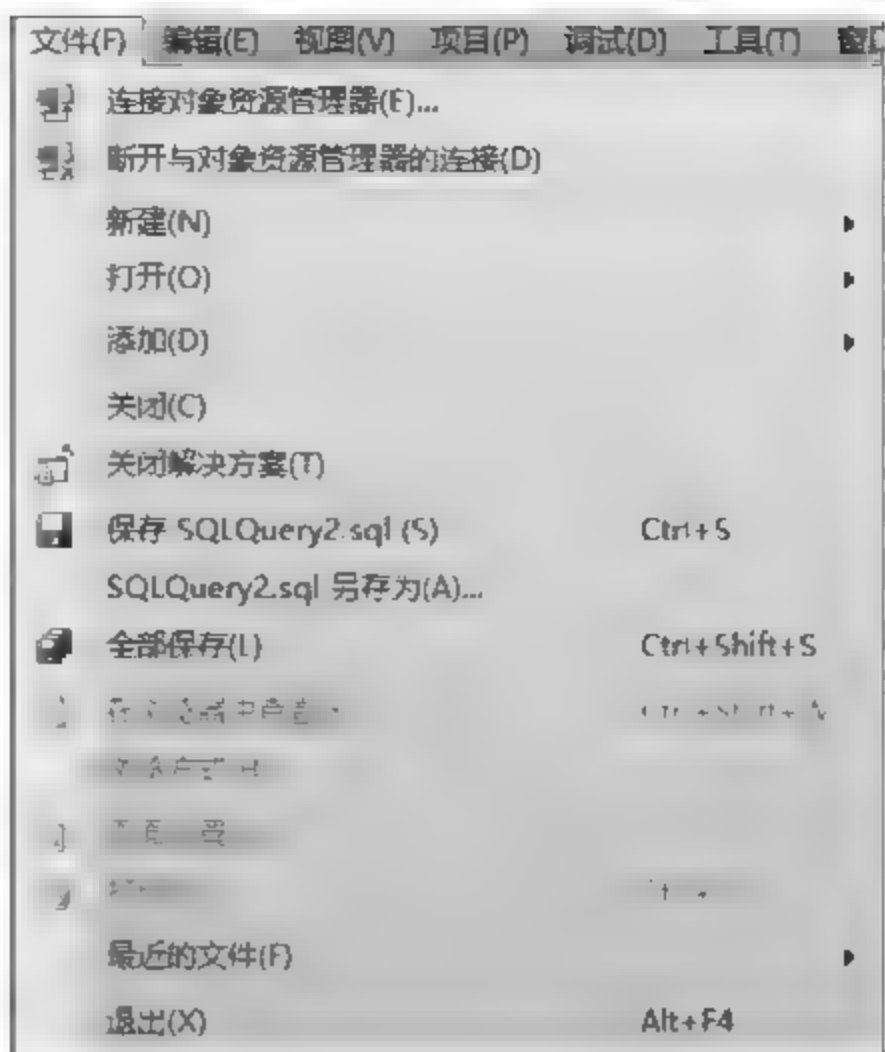 文件(F) 编辑(E) 视图(V) 项目(P) 调试(D) 工具(T)
连接对象资源管理器(E)...
断开与对象资源管理器的连接(D)
新建(N)
打开(O)
添加(D)
关闭(C)
关闭解决方案(T)
保存 SQLQuery2.sql (S) Ctrl+S
SQLQuery2.sql 另存为(A)...
全部保存(L) Ctrl+Shift+S
最近的文件(F)
退出(X) Alt+F4